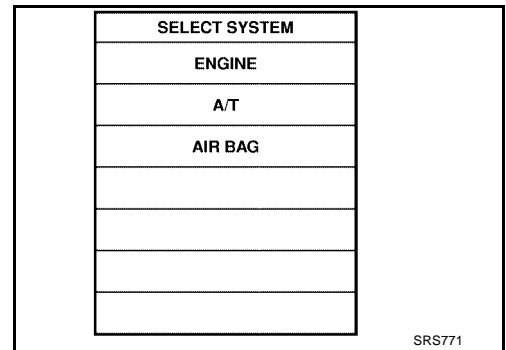 SELECT SYSTEM
ENGINE
A/T
AIR BAG
SRS771